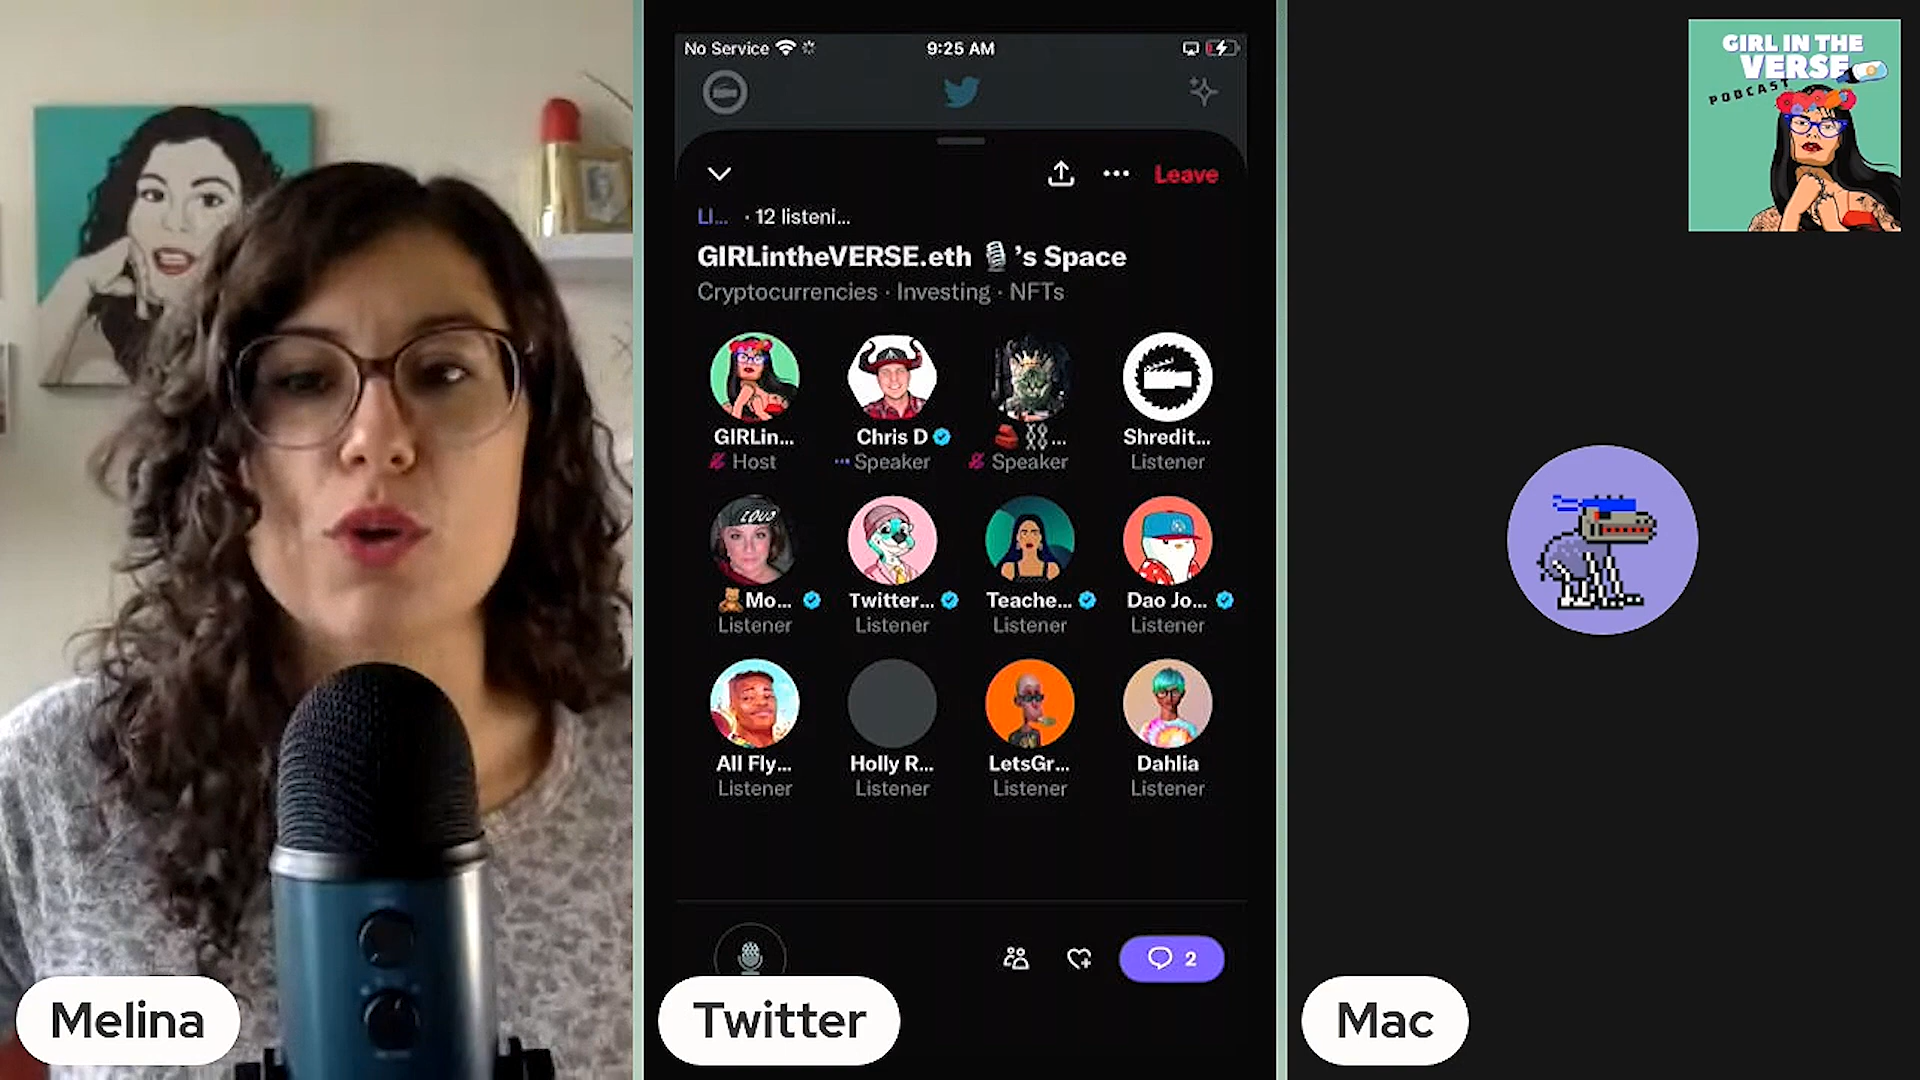 No Service
9:25 AM
Leave
LI... · 12 listeni...
GIRLintheVERSE.eth 🎙️'s Space
Cryptocurrencies · Investing · NFTs
GIRLin...
Host
Chris D
Speaker
...
Speaker
Shredit...
Listener
LOUD
Mo...
Listener
Twitter...
Listener
Teache...
Listener
Dao Jo...
Listener
All Fly...
Listener
Holly R...
Listener
LetsGr...
Listener
Dahlia
Listener
2
Melina
Twitter
Mac
GIRL IN THE
VERSE
PODCAST